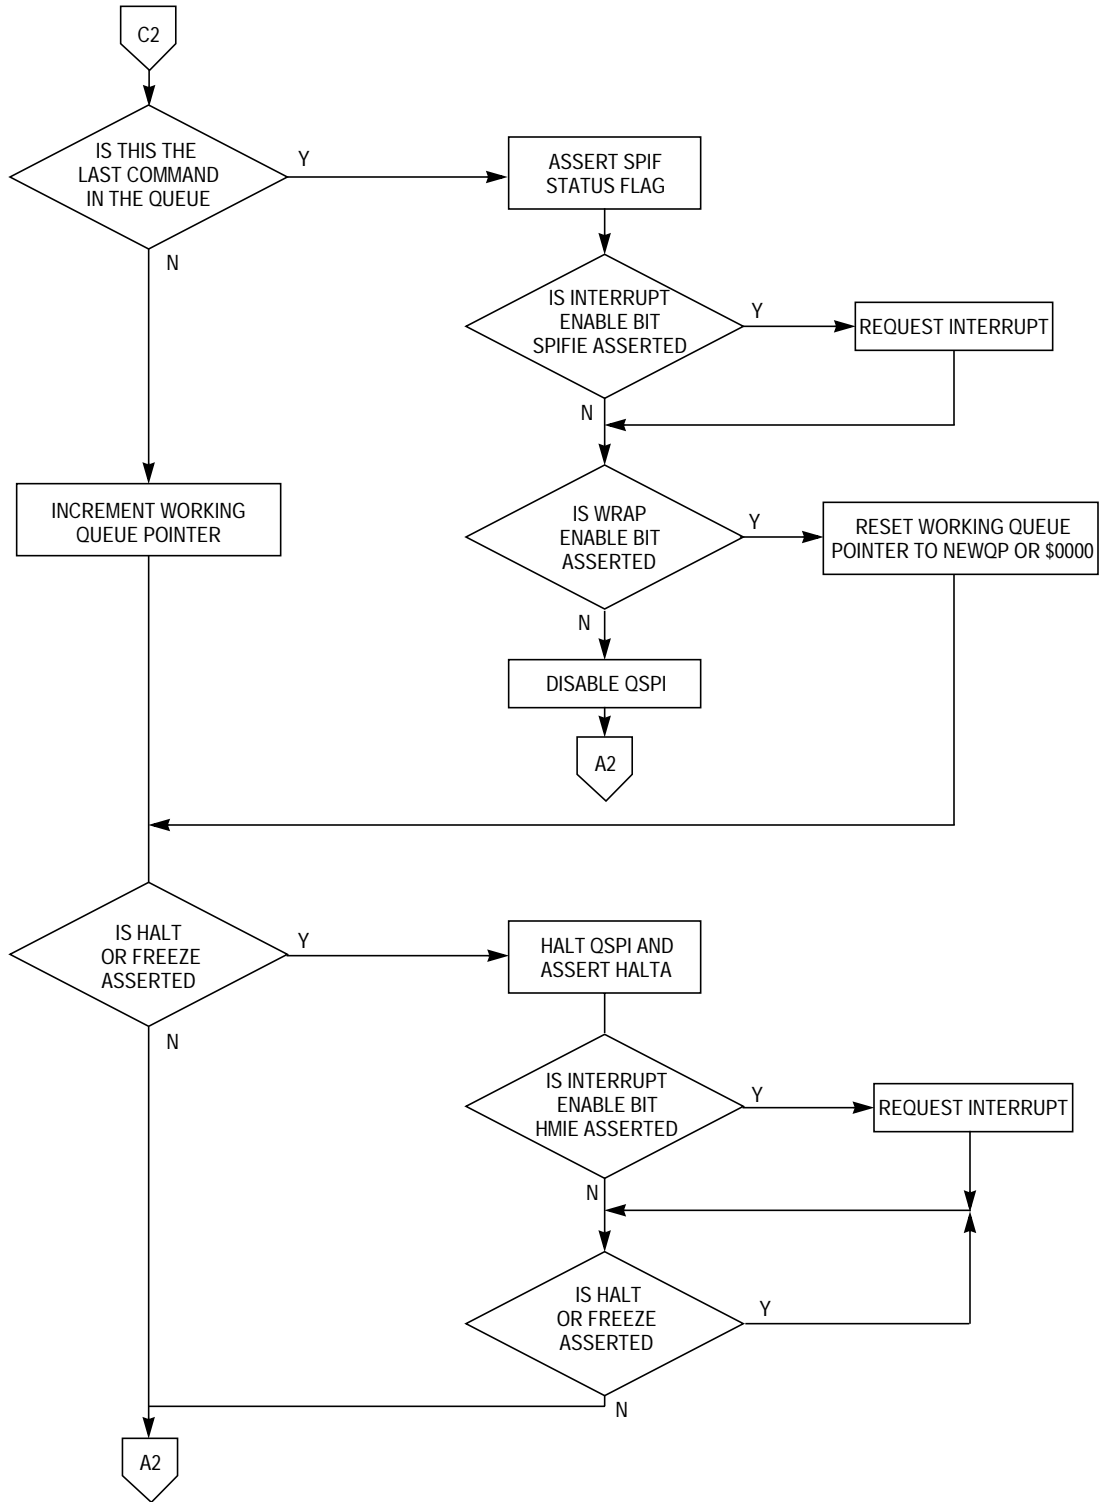 C2
IS THIS THE
LAST COMMAND
IN THE QUEUE
Y
ASSERT SPIF
STATUS FLAG
N
IS INTERRUPT
ENABLE BIT
SPIFIE ASSERTED
Y
REQUEST INTERRUPT
N
INCREMENT WORKING
QUEUE POINTER
IS WRAP
ENABLE BIT
ASSERTED
Y
RESET WORKING QUEUE
POINTER TO NEWQP OR $0000
N
DISABLE QSPI
A2
IS HALT
OR FREEZE
ASSERTED
Y
HALT QSPI AND
ASSERT HALTA
N
IS INTERRUPT
ENABLE BIT
HMIE ASSERTED
Y
REQUEST INTERRUPT
N
IS HALT
OR FREEZE
ASSERTED
Y
N
A2